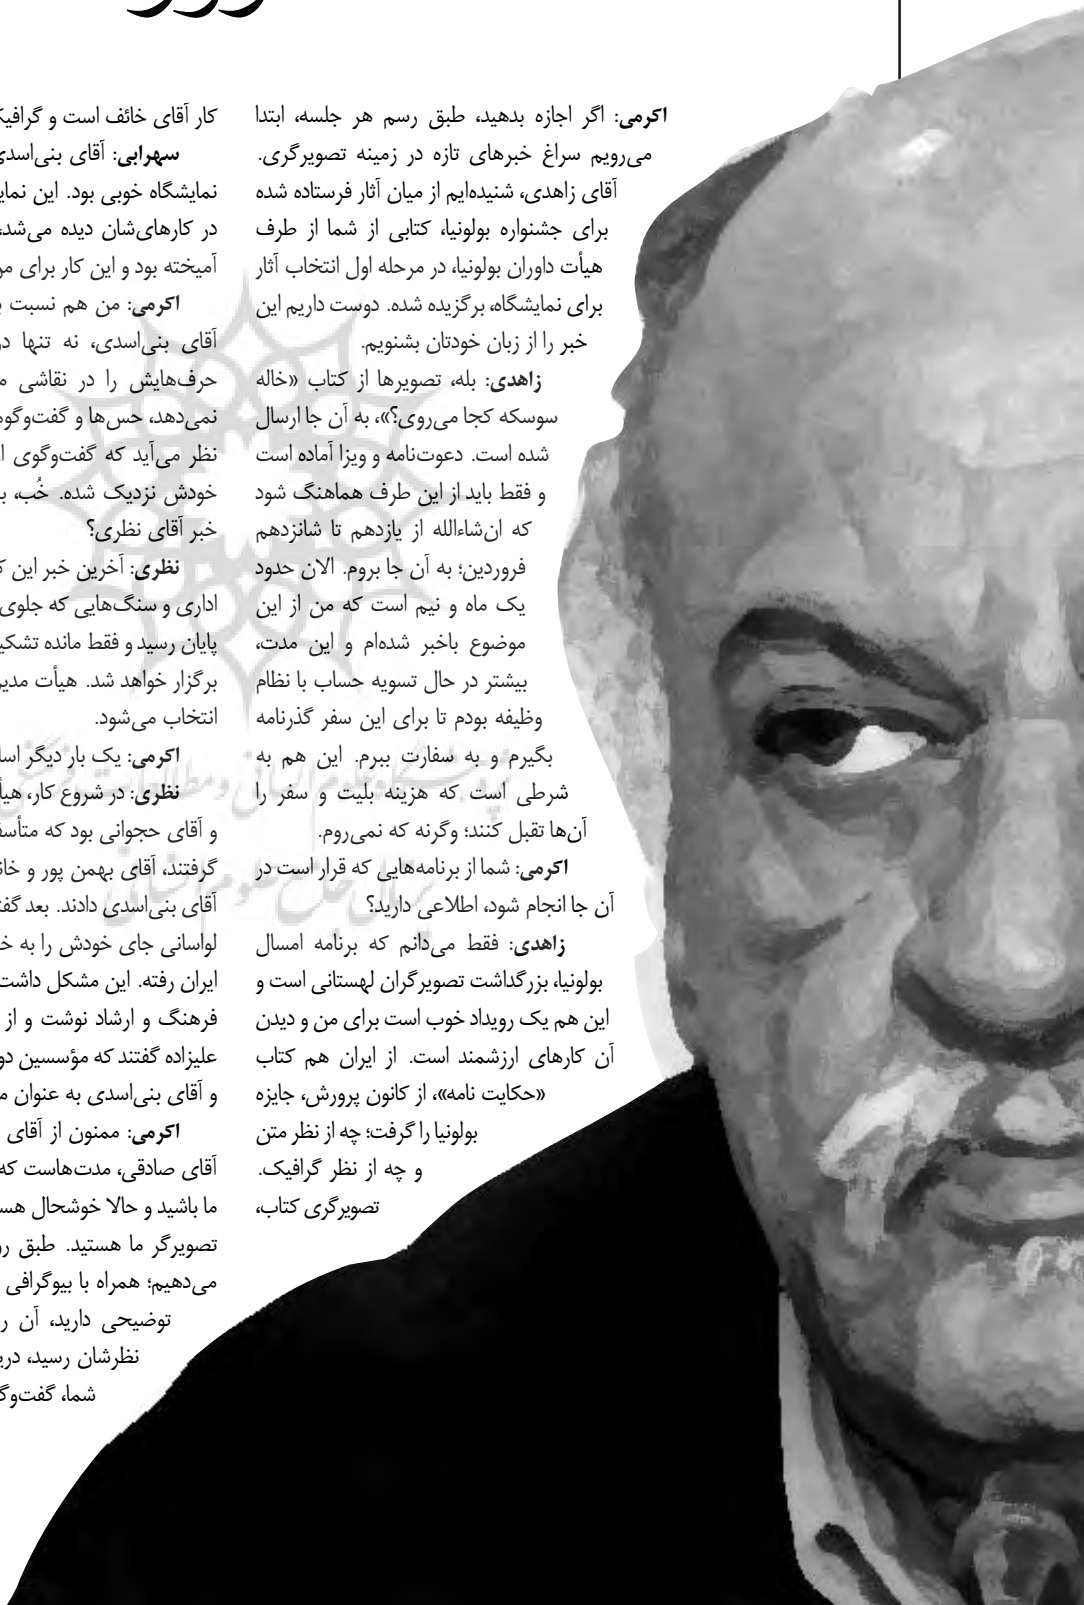 اکرمی: اگر اجازه بدهید، طبق رسم هر جلسه، ابتدا
می‌رویم سراغ خبرهای تازه در زمینه تصویرگری.
آقای زاهدی، شنیده‌ایم از میان آثار فرستاده شده
برای جشنواره بولونیا، کتابی از شما از طرف
هیأت داوران بولونیا، در مرحله اول انتخاب آثار
برای نمایشگاه، برگزیده شده. دوست داریم این
خبر را از زبان خودتان بشنویم.
زاهدی: بله، تصویرها از کتاب «خاله
سوسکه کجا می‌روی؟»، به آن جا ارسال
شده است. دعوت‌نامه و ویزا آماده است
و فقط باید از این طرف هماهنگ شود
که ان‌شاءالله از یازدهم تا شانزدهم
فروردین؛ به آن جا بروم. الان حدود
یک ماه و نیم است که من از این
موضوع باخبر شده‌ام و این مدت،
بیشتر در حال تسویه حساب با نظام
وظیفه بودم تا برای این سفر گذرنامه
بگیرم و به سفارت ببرم. این هم به
شرطی است که هزینه بلیت و سفر را
آن‌ها تقبل کنند؛ وگرنه که نمی‌روم.
اکرمی: شما از برنامه‌هایی که قرار است در
آن جا انجام شود، اطلاعی دارید؟
زاهدی: فقط می‌دانم که برنامه امسال
بولونیا، بزرگداشت تصویرگران لهستانی است و
این هم یک رویداد خوب است برای من و دیدن
آن کارهای ارزشمند است. از ایران هم کتاب
«حکایت نامه»، از کانون پرورش، جایزه
بولونیا را گرفت؛ چه از نظر متن
و چه از نظر گرافیک.
تصویرگری کتاب،
کار آقای خائف است و
سهرابی: آقای
نمایشگاه خوبی بود. این
در کارهای‌شان دیده می‌شد،
آمیخته بود و این کار برای
اکرمی: من هم نسبت
آقای بنی‌اسدی، نه تنها
حرف‌هایش را در نقاشی
نمی‌دهد، حس‌ها و
نظر می‌آید که گفت‌وگوی
خودش نزدیک شده. خُب،
خبر آقای نظری؟
نظری: آخرین خبر این
اداری و سنگ‌هایی که جلوی
پایان رسید و فقط مانده
برگزار خواهد شد. هیأت
انتخاب می‌شود.
اکرمی: یک بار دیگر
نظری: در شروع کار،
و آقای حجوانی بود که
گرفتند، آقای بهمن پور و
آقای بنی‌اسدی دادند. بعد
لواسانی جای خودش را به
ایران رفته. این مشکل داشت
فرهنگ و ارشاد نوشت و از
علیزاده گفتند که مؤسسین
و آقای بنی‌اسدی به عنوان
اکرمی: ممنون از آقای
آقای صادقی، مدت‌هاست که
ما باشید و حالا خوشحال
تصویرگر ما هستید. طبق
می‌دهیم؛ همراه با بیوگرافی
توضیحی دارید، آن
نظرشان رسید،
شما،